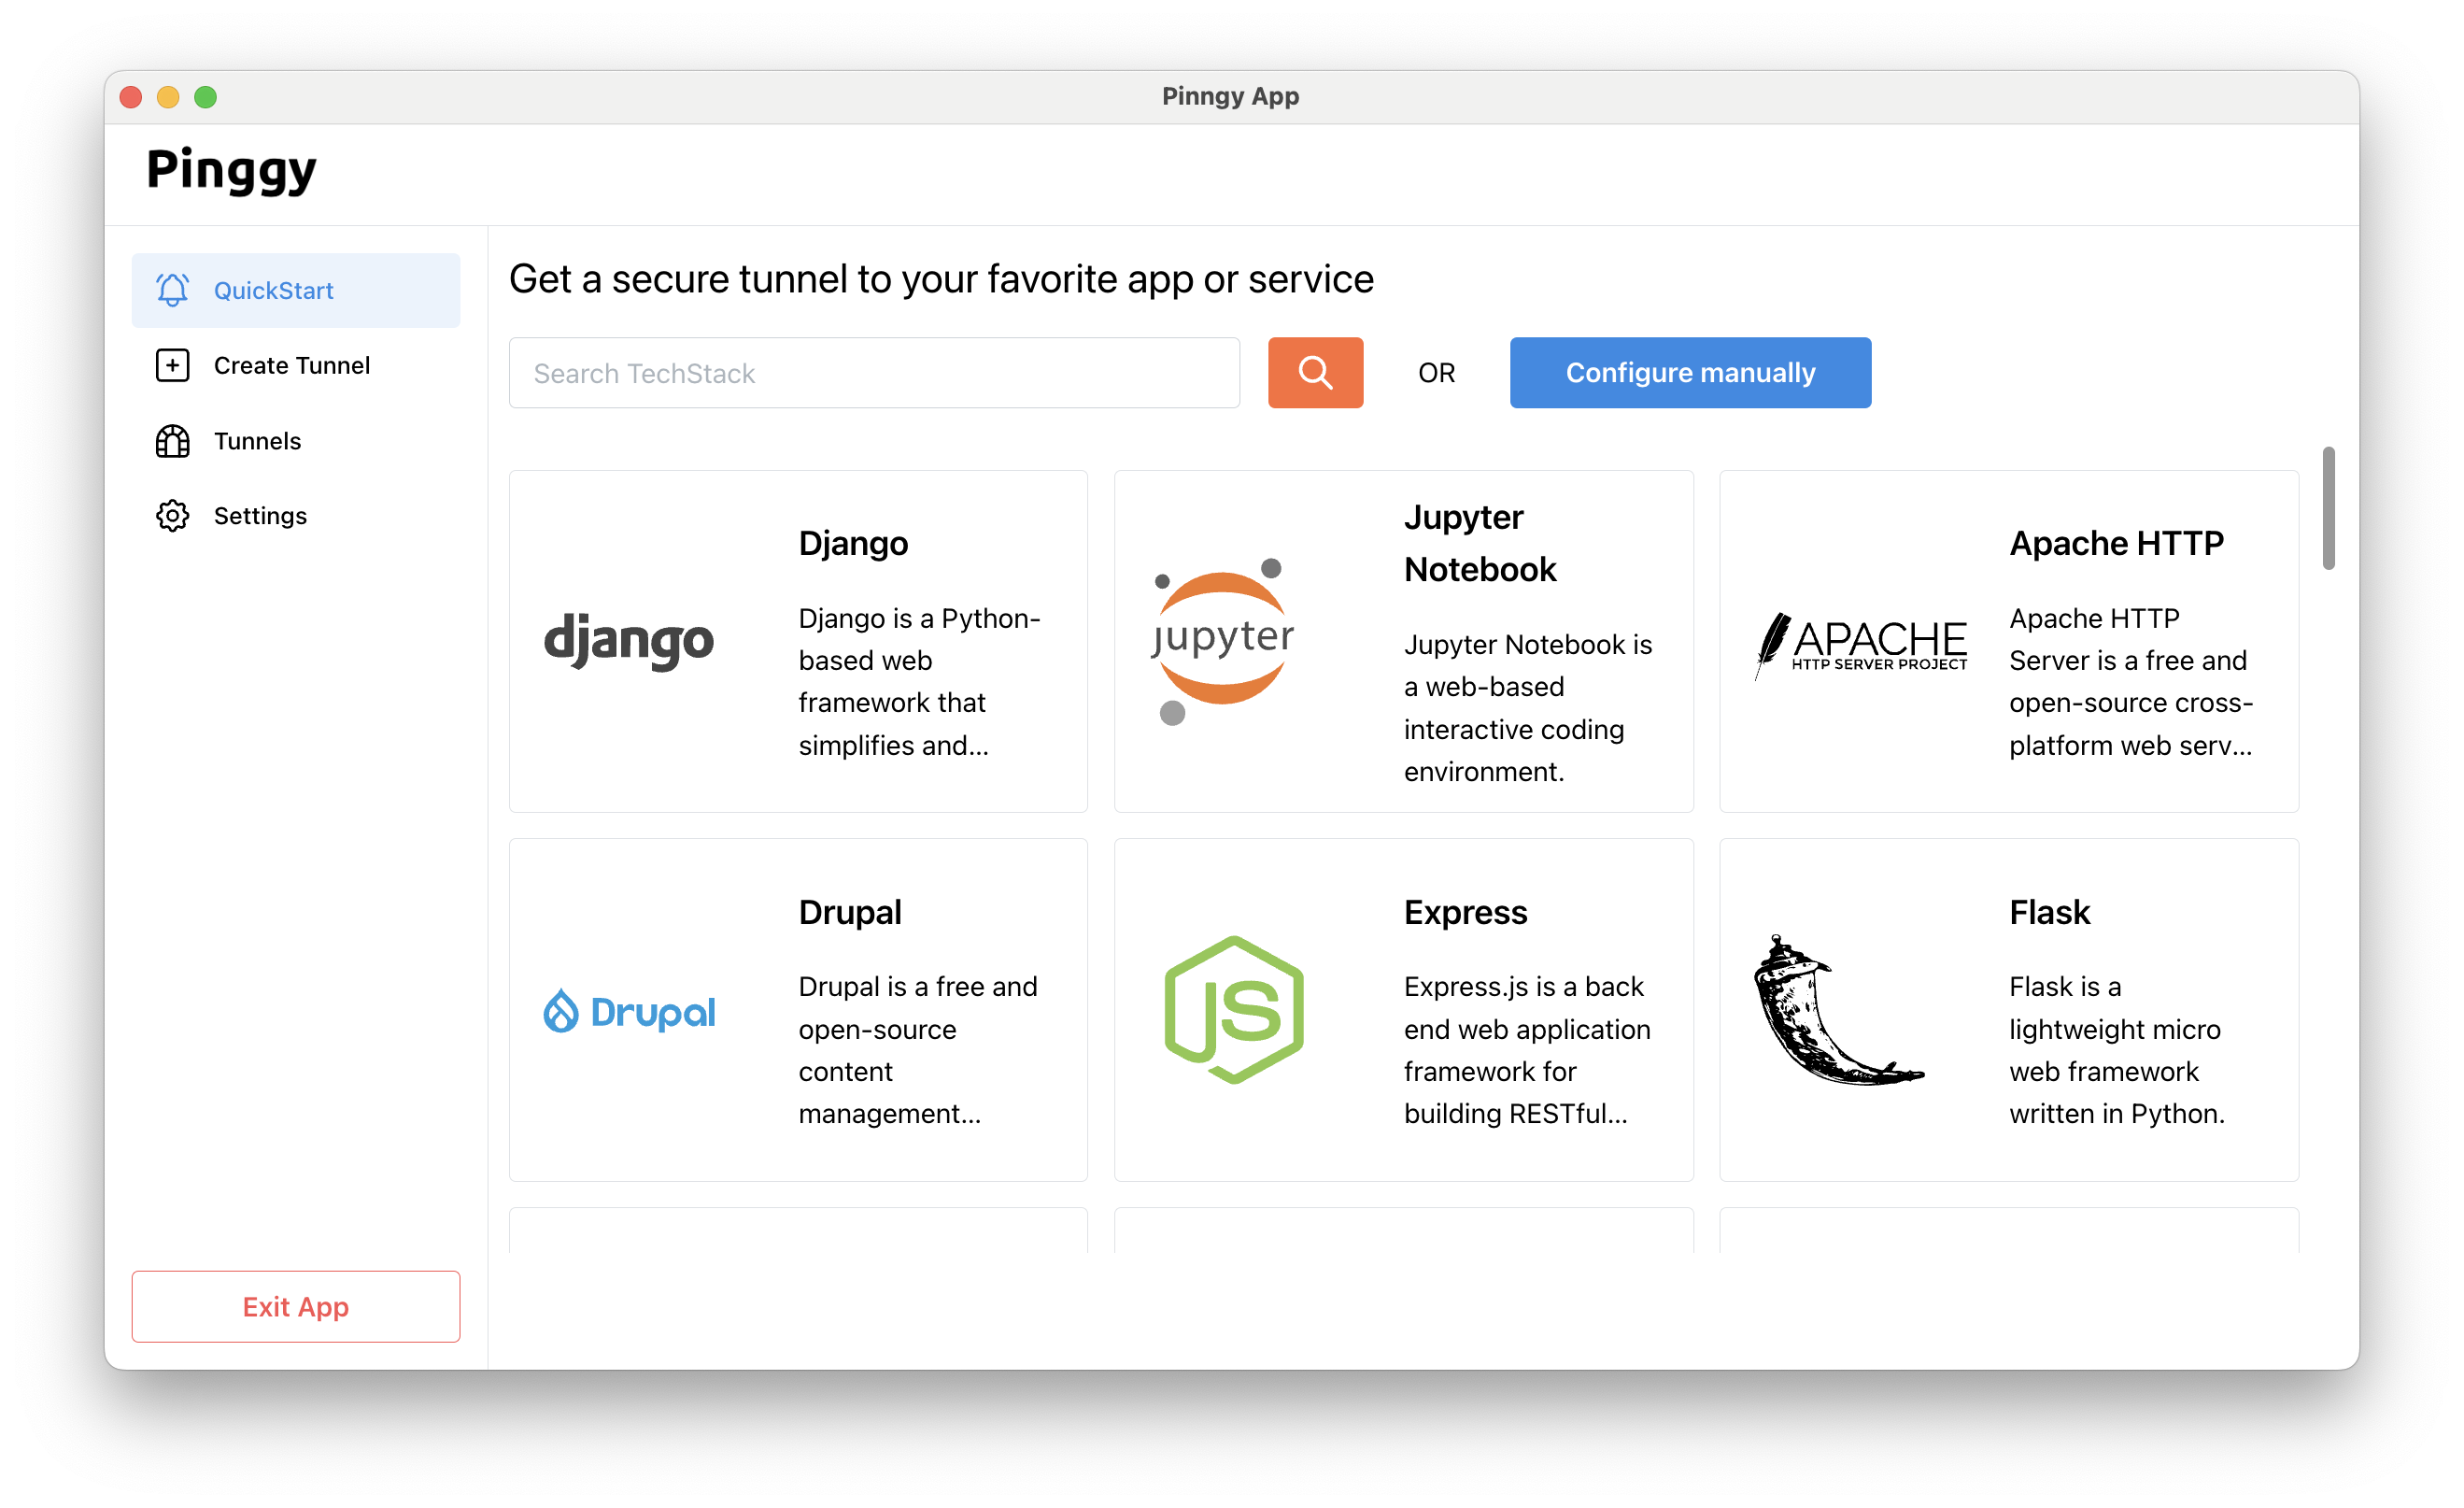 Pinngy App
Pinggy
QuickStart
Create Tunnel
Tunnels
Settings
Exit App
Get a secure tunnel to your favorite app or service
Search TechStack
OR
Configure manually
django
Django
Django is a Python-
based web
framework that
simplifies and...
jupyter
Jupyter
Notebook
Jupyter Notebook is
a web-based
interactive coding
environment.
APACHE
HTTP SERVER PROJECT
Apache HTTP
Apache HTTP
Server is a free and
open-source cross-
platform web serv...
Drupal
Drupal
Drupal is a free and
open-source
content
management...
JS
Express
Express.js is a back
end web application
framework for
building RESTful...
Flask
Flask is a
lightweight micro
web framework
written in Python.